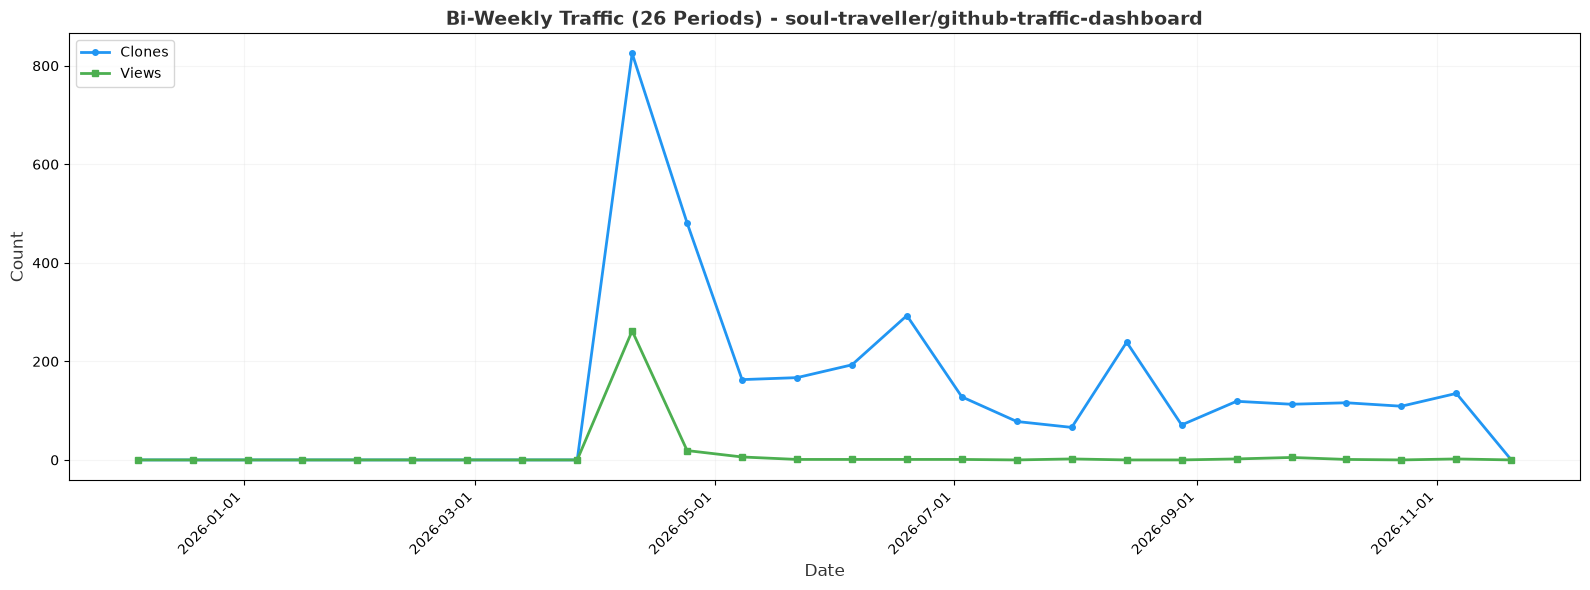 Bi-Weekly Traffic (26 Periods) - soul-traveller/github-traffic-dashboard
Clones
Views
Count
800
600
400
200
0
2026-01-01
2026-03-01
2026-05-01
2026-07-01
2026-09-01
2026-11-01
Date